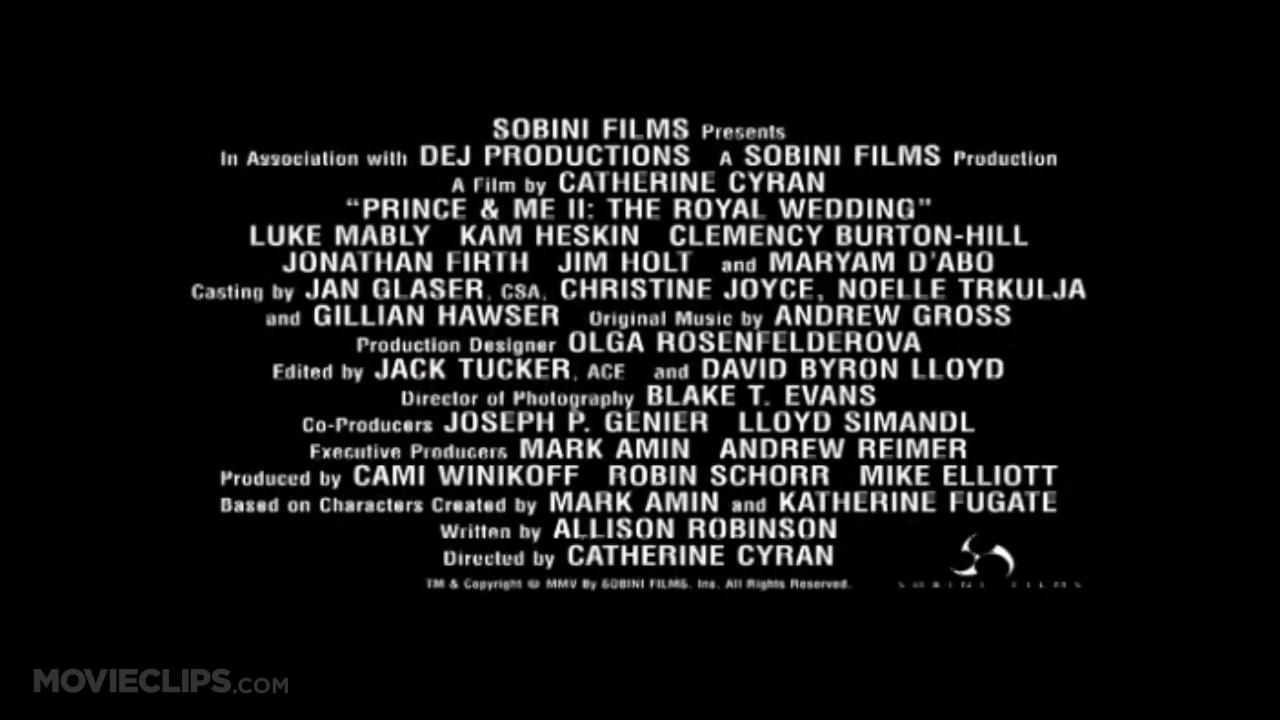 SOBINI FILMS Presents
In Association with DEJ PRODUCTIONS A SOBINI FILMS Production
A Film by CATHERINE CYRAN
"PRINCE & ME II: THE ROYAL WEDDING"
LUKE MABLY KAM HESKIN CLEMENCY BURTON-HILL
JONATHAN FIRTH JIM HOLT and MARYAM D'ABO
Casting by JAN GLASER, CSA, CHRISTINE JOYCE, NOELLE TRKULJA
and GILLIAN HAWSER Original Music by ANDREW GROSS
Production Designer OLGA ROSENFELDEROVA
Edited by JACK TUCKER, ACE and DAVID BYRON LLOYD
Director of Photography BLAKE T. EVANS
Co-Producers JOSEPH P. GENIER LLOYD SIMANDL
Executive Producers MARK AMIN ANDREW REIMER
Produced by CAMI WINIKOFF ROBIN SCHORR MIKE ELLIOTT
Based on Characters Created by MARK AMIN and KATHERINE FUGATE
Written by ALLISON ROBINSON
Directed by CATHERINE CYRAN
TM & Copyright © MMV By SOBINI FILMS, Inc. All Rights Reserved.
SOBINI FILMS
MOVIECLIPS.COM